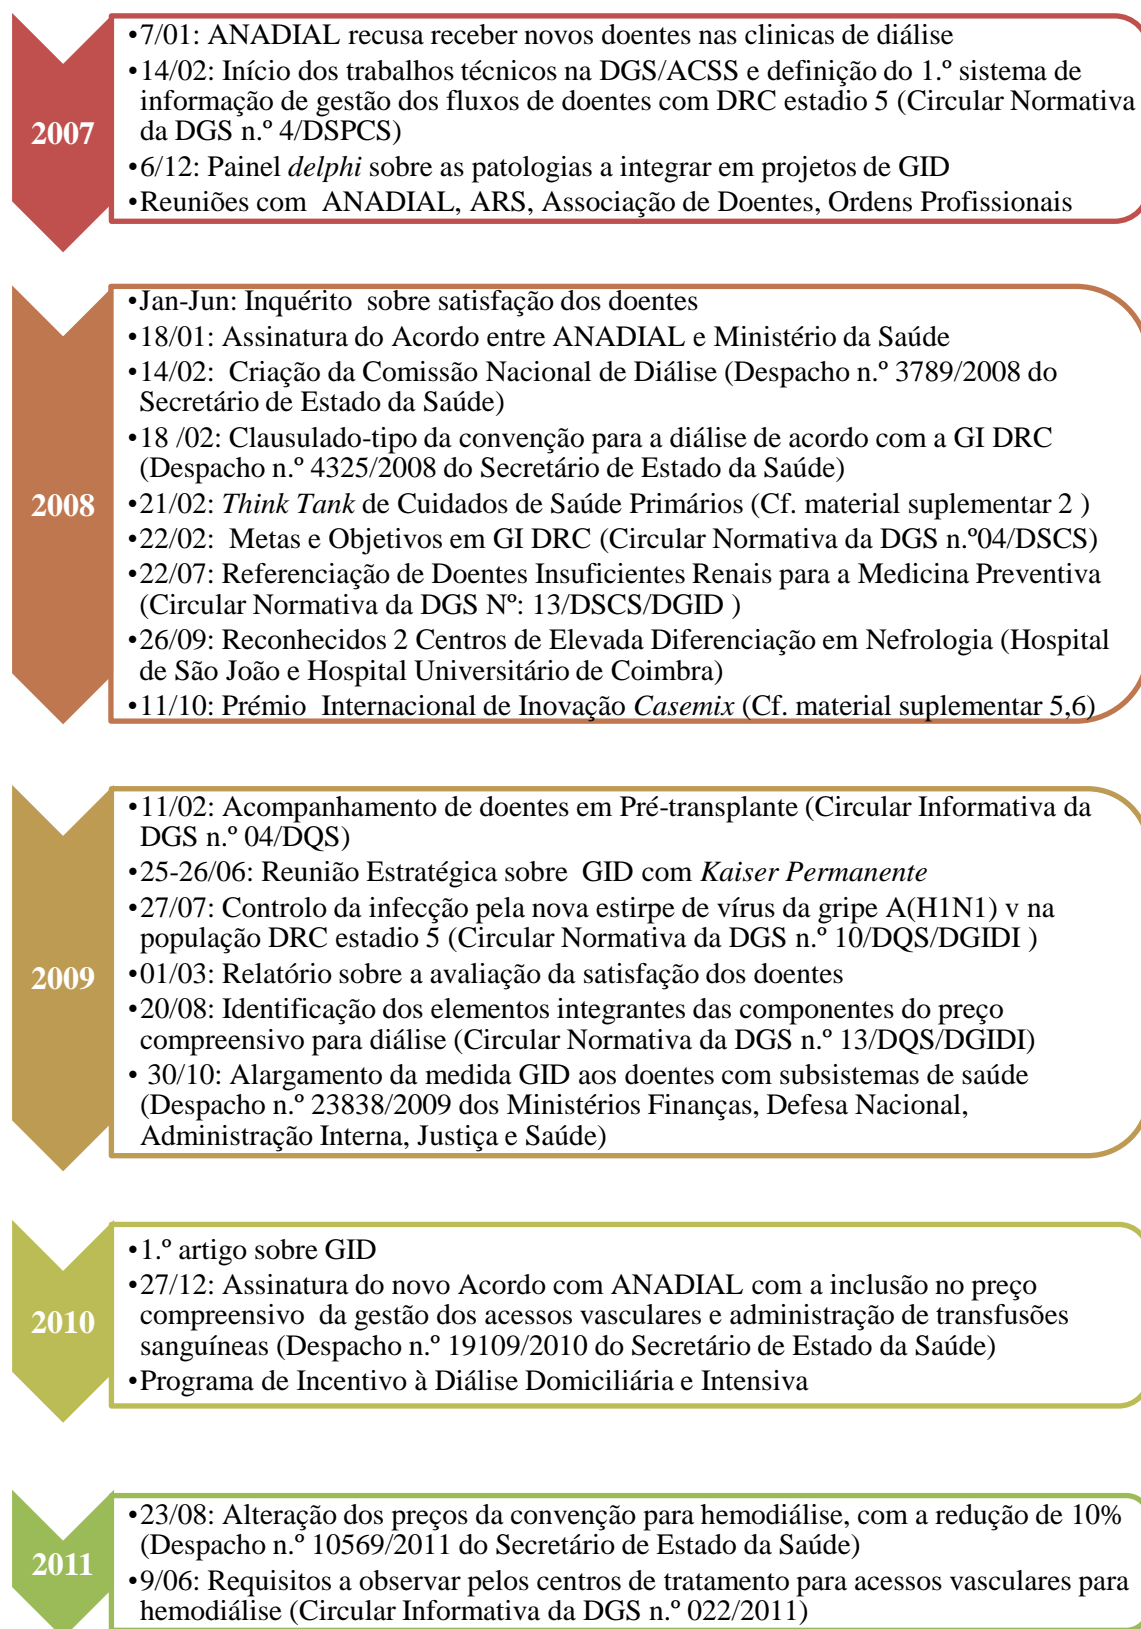 2007
•7/01: ANADIAL recusa receber novos doentes nas clinicas de diálise
•14/02: Início dos trabalhos técnicos na DGS/ACSS e definição do 1.º sistema de
informação de gestão dos fluxos de doentes com DRC estadio 5 (Circular Normativa
da DGS n.º 4/DSPCS)
•6/12: Painel delphi sobre as patologias a integrar em projetos de GID
•Reuniões com ANADIAL, ARS, Associação de Doentes, Ordens Profissionais
2008
•Jan-Jun: Inquérito sobre satisfação dos doentes
•18/01: Assinatura do Acordo entre ANADIAL e Ministério da Saúde
•14/02: Criação da Comissão Nacional de Diálise (Despacho n.º 3789/2008 do
Secretário de Estado da Saúde)
•18 /02: Clausulado-tipo da convenção para a diálise de acordo com a GI DRC
(Despacho n.º 4325/2008 do Secretário de Estado da Saúde)
•21/02: Think Tank de Cuidados de Saúde Primários (Cf. material suplementar 2 )
•22/02: Metas e Objetivos em GI DRC (Circular Normativa da DGS n.º04/DSCS)
•22/07: Referenciação de Doentes Insuficientes Renais para a Medicina Preventiva
(Circular Normativa da DGS Nº: 13/DSCS/DGID )
•26/09: Reconhecidos 2 Centros de Elevada Diferenciação em Nefrologia (Hospital
de São João e Hospital Universitário de Coimbra)
•11/10: Prémio Internacional de Inovação Casemix (Cf. material suplementar 5,6)
2009
•11/02: Acompanhamento de doentes em Pré-transplante (Circular Informativa da
DGS n.º 04/DQS)
•25-26/06: Reunião Estratégica sobre GID com Kaiser Permanente
•27/07: Controlo da infecção pela nova estirpe de vírus da gripe A(H1N1) v na
população DRC estadio 5 (Circular Normativa da DGS n.º 10/DQS/DGIDI )
•01/03: Relatório sobre a avaliação da satisfação dos doentes
•20/08: Identificação dos elementos integrantes das componentes do preço
compreensivo para diálise (Circular Normativa da DGS n.º 13/DQS/DGIDI)
• 30/10: Alargamento da medida GID aos doentes com subsistemas de saúde
(Despacho n.º 23838/2009 dos Ministérios Finanças, Defesa Nacional,
Administração Interna, Justiça e Saúde)
2010
•1.º artigo sobre GID
•27/12: Assinatura do novo Acordo com ANADIAL com a inclusão no preço
compreensivo da gestão dos acessos vasculares e administração de transfusões
sanguíneas (Despacho n.º 19109/2010 do Secretário de Estado da Saúde)
•Programa de Incentivo à Diálise Domiciliária e Intensiva
2011
•23/08: Alteração dos preços da convenção para hemodiálise, com a redução de 10%
(Despacho n.º 10569/2011 do Secretário de Estado da Saúde)
•9/06: Requisitos a observar pelos centros de tratamento para acessos vasculares para
hemodiálise (Circular Informativa da DGS n.º 022/2011)